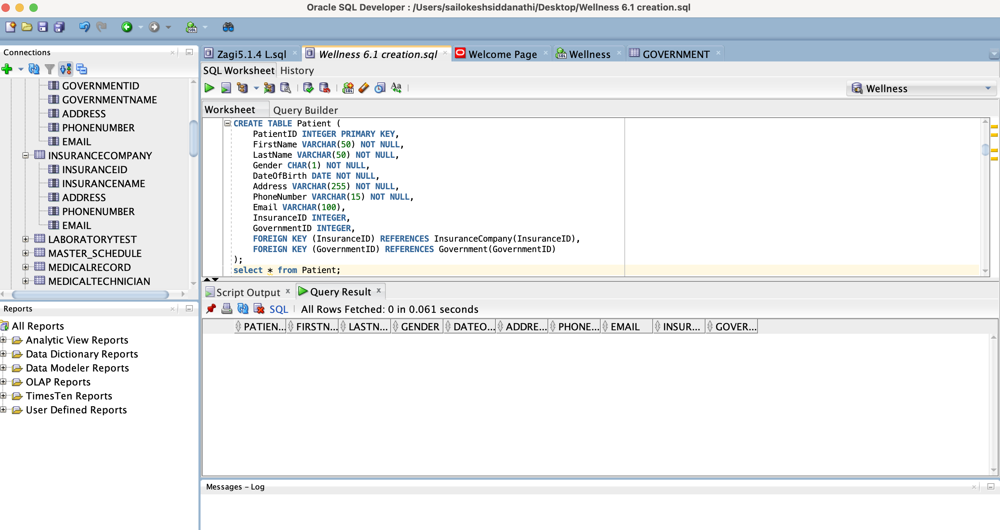 Oracle SQL Developer : /Users/sailokeshsiddanathi/Desktop/Wellness 6.1 creation.sql
Connections
GOVERNMENTID
GOVERNMENTNAME
ADDRESS
PHONENUMBER
EMAIL
INSURANCECOMPANY
INSURANCEID
INSURANCENAME
ADDRESS
PHONENUMBER
EMAIL
LABORATORYTEST
MASTER_SCHEDULE
MEDICALRECORD
MEDICALTECHNICIAN
Reports
All Reports
Analytic View Reports
Data Dictionary Reports
Data Modeler Reports
OLAP Reports
TimesTen Reports
User Defined Reports
Zagi5.1.4 L.sql Wellness 6.1 creation.sql Welcome Page Wellness GOVERNMENT
SQL Worksheet History
Wellness
Worksheet Query Builder
CREATE TABLE Patient (
PatientID INTEGER PRIMARY KEY,
FirstName VARCHAR(50) NOT NULL,
LastName VARCHAR(50) NOT NULL,
Gender CHAR(1) NOT NULL,
DateOfBirth DATE NOT NULL,
Address VARCHAR(255) NOT NULL,
PhoneNumber VARCHAR(15) NOT NULL,
Email VARCHAR(100),
InsuranceID INTEGER,
GovernmentID INTEGER,
FOREIGN KEY (InsuranceID) REFERENCES InsuranceCompany(InsuranceID),
FOREIGN KEY (GovernmentID) REFERENCES Government(GovernmentID)
);
select * from Patient;
Script Output Query Result
SQL All Rows Fetched: 0 in 0.061 seconds
PATIEN... FIRSTN... LASTN... GENDER DATEO... ADDRE... PHONE... EMAIL INSUR... GOVER...
Messages - Log